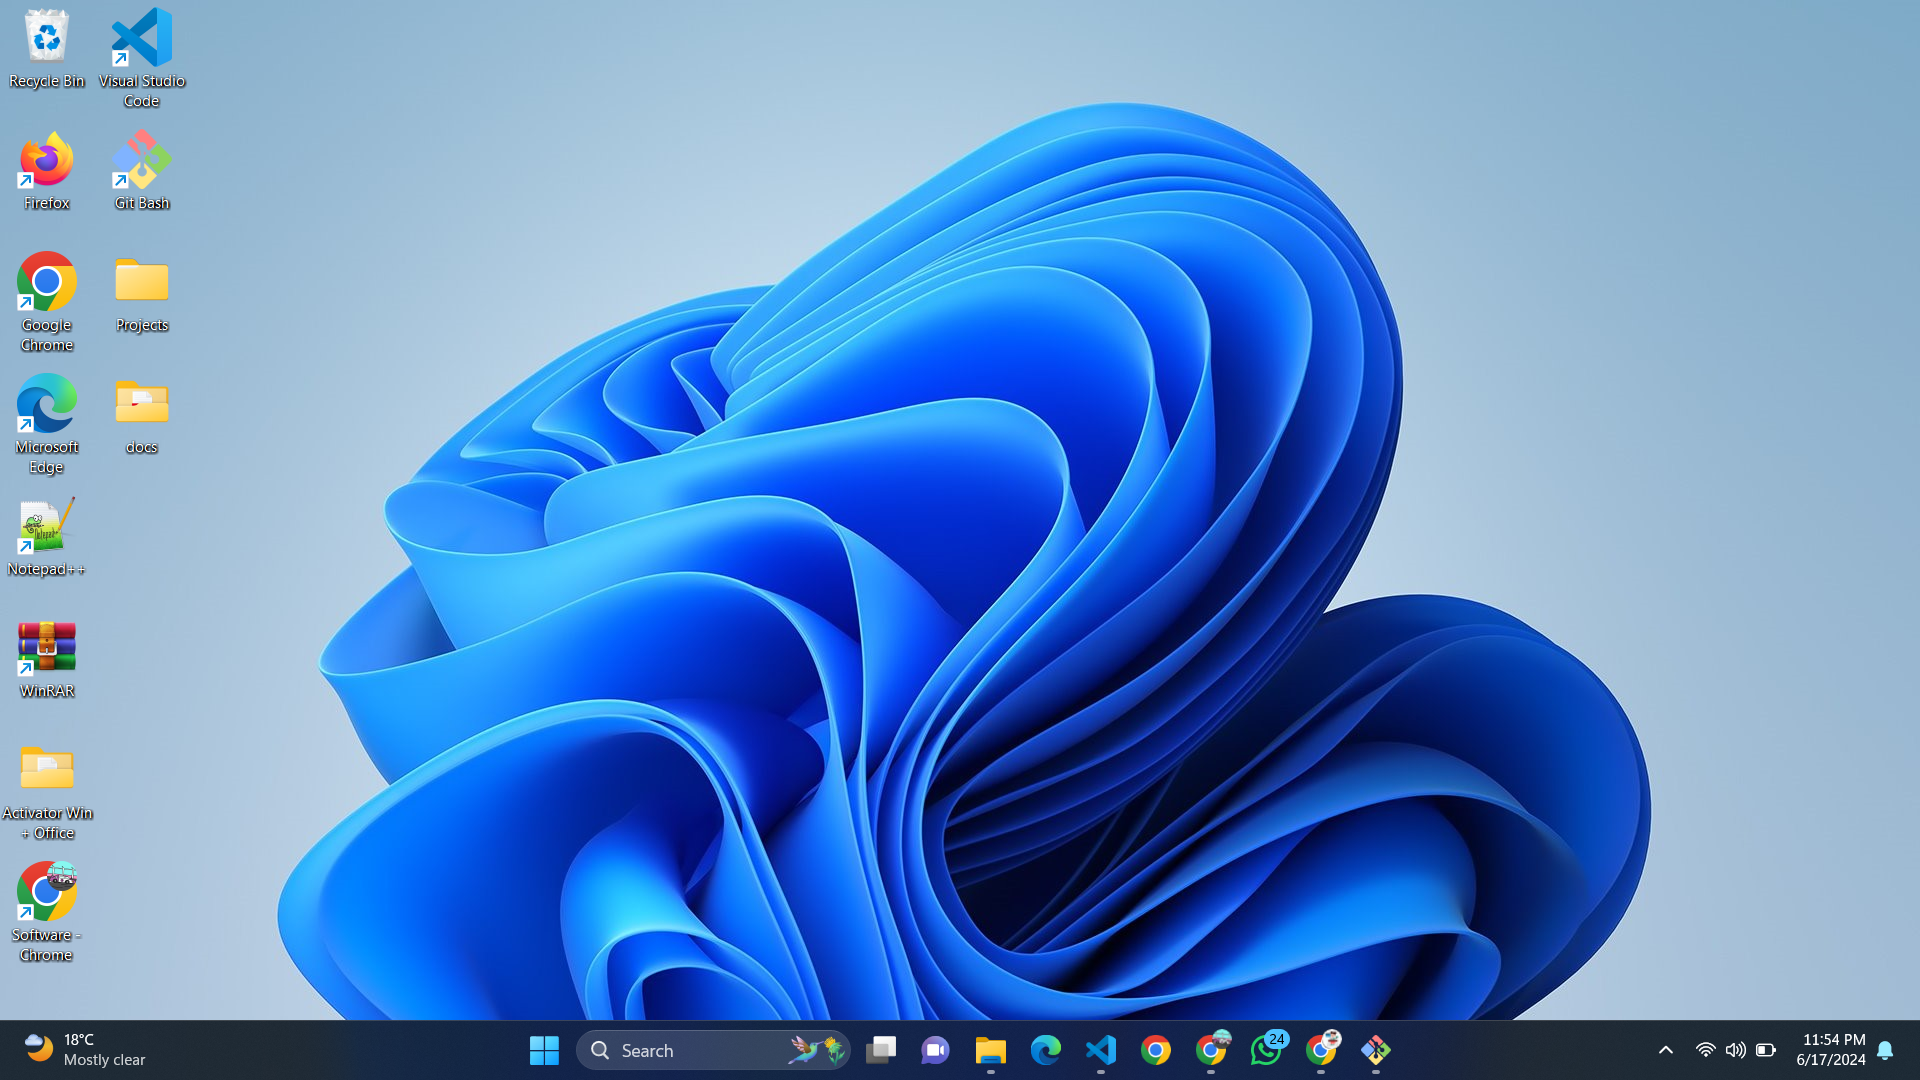 Recycle Bin
Visual Studio
Code
Firefox
Git Bash
Google
Chrome
Projects
Microsoft
Edge
docs
Notepad++
WinRAR
Activator Win
+ Office
Software -
Chrome
18°C
Mostly clear
Search
24
11:54 PM
6/17/2024